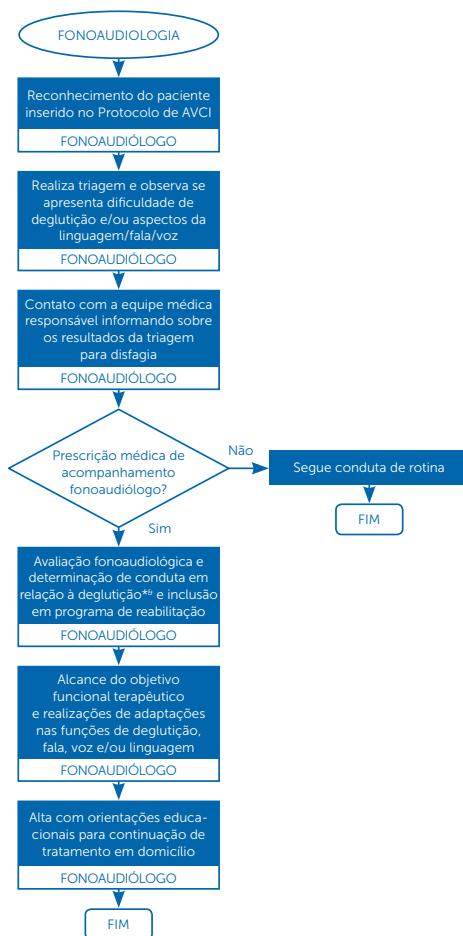 FONOAUDIOLOGIA
Reconhecimento do paciente
inserido no Protocolo de AVCI
FONOAUDIÓLOGO
Realiza triagem e observa se
apresenta dificuldade de
deglutição e/ou aspectos da
linguagem/fala/voz
FONOAUDIÓLOGO
Contato com a equipe médica
responsável informando sobre
os resultados da triagem
para disfagia
FONOAUDIÓLOGO
Prescrição médica de
acompanhamento
fonoaudiólogo?
Não
Segue conduta de rotina
FIM
Sim
Avaliação fonoaudiológica e
determinação de conduta em
relação à deglutição*& e inclusão
em programa de reabilitação
FONOAUDIÓLOGO
Alcance do objetivo
funcional terapêutico
e realizações de adaptações
nas funções de deglutição,
fala, voz e/ou linguagem
FONOAUDIÓLOGO
Alta com orientações educa-
cionais para continuação de
tratamento em domicílio
FONOAUDIÓLOGO
FIM